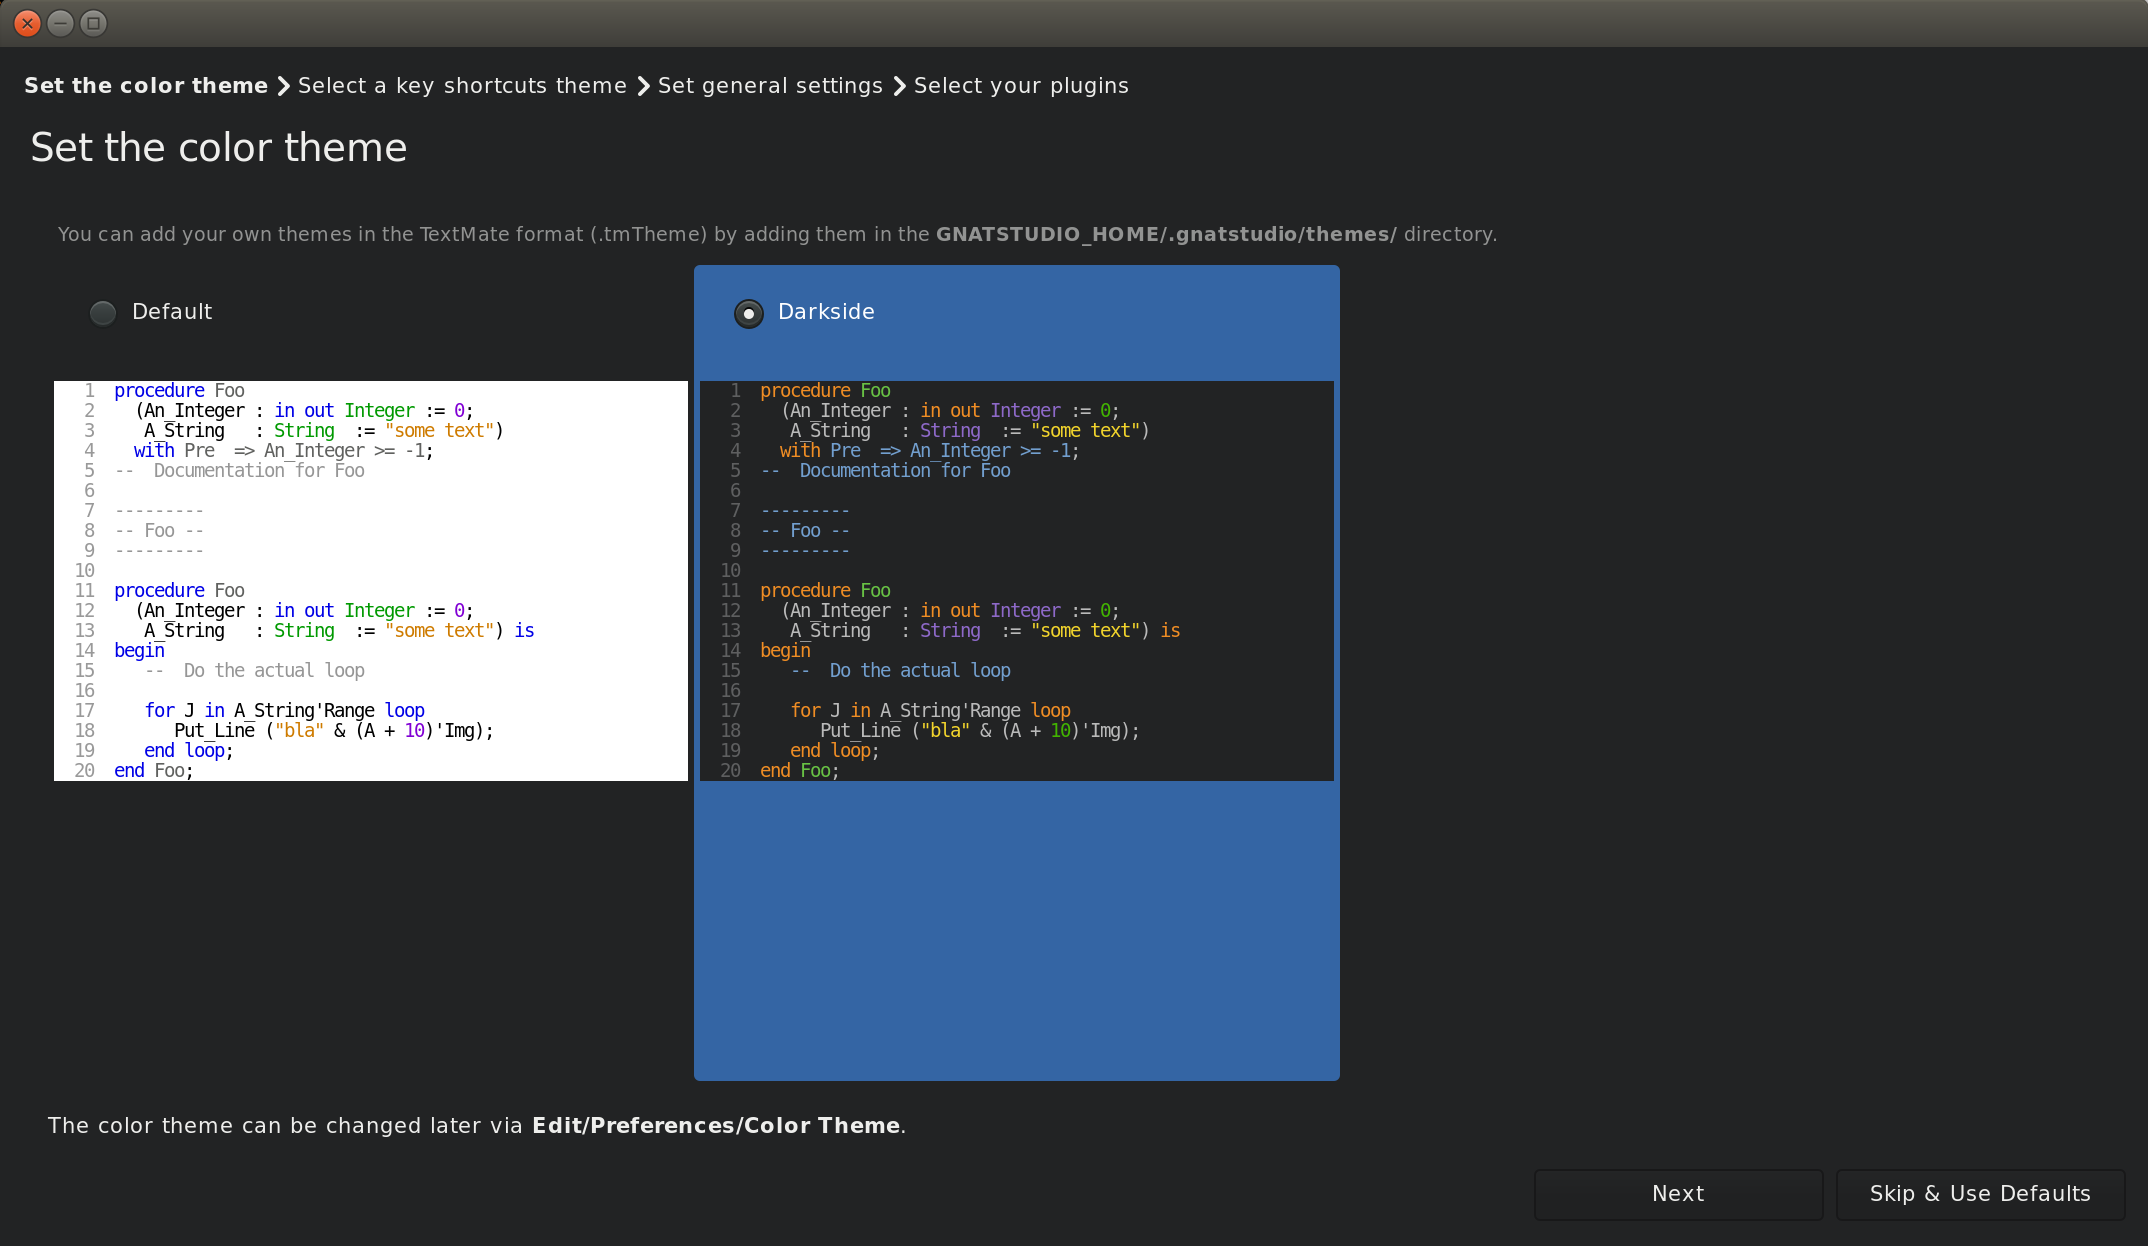 Set the color theme > Select a key shortcuts theme > Set general settings > Select your plugins
Set the color theme
You can add your own themes in the TextMate format (.tmTheme) by adding them in the GNATSTUDIO_HOME/.gnatstudio/themes/ directory.
Default
1 procedure Foo
2   (An_Integer : in out Integer := 0;
3    A_String   : String  := "some text")
4   with Pre  => An_Integer >= -1;
5 --  Documentation for Foo
6
7 ---------
8 -- Foo --
9 ---------
10
11 procedure Foo
12   (An_Integer : in out Integer := 0;
13    A_String   : String  := "some text") is
14 begin
15    --  Do the actual loop
16
17    for J in A_String'Range loop
18       Put_Line ("bla" & (A + 10)'Img);
19    end loop;
20 end Foo;
Darkside
1 procedure Foo
2   (An_Integer : in out Integer := 0;
3    A_String   : String  := "some text")
4   with Pre  => An_Integer >= -1;
5 --  Documentation for Foo
6
7 ---------
8 -- Foo --
9 ---------
10
11 procedure Foo
12   (An_Integer : in out Integer := 0;
13    A_String   : String  := "some text") is
14 begin
15    --  Do the actual loop
16
17    for J in A_String'Range loop
18       Put_Line ("bla" & (A + 10)'Img);
19    end loop;
20 end Foo;
The color theme can be changed later via Edit/Preferences/Color Theme.
Next
Skip & Use Defaults